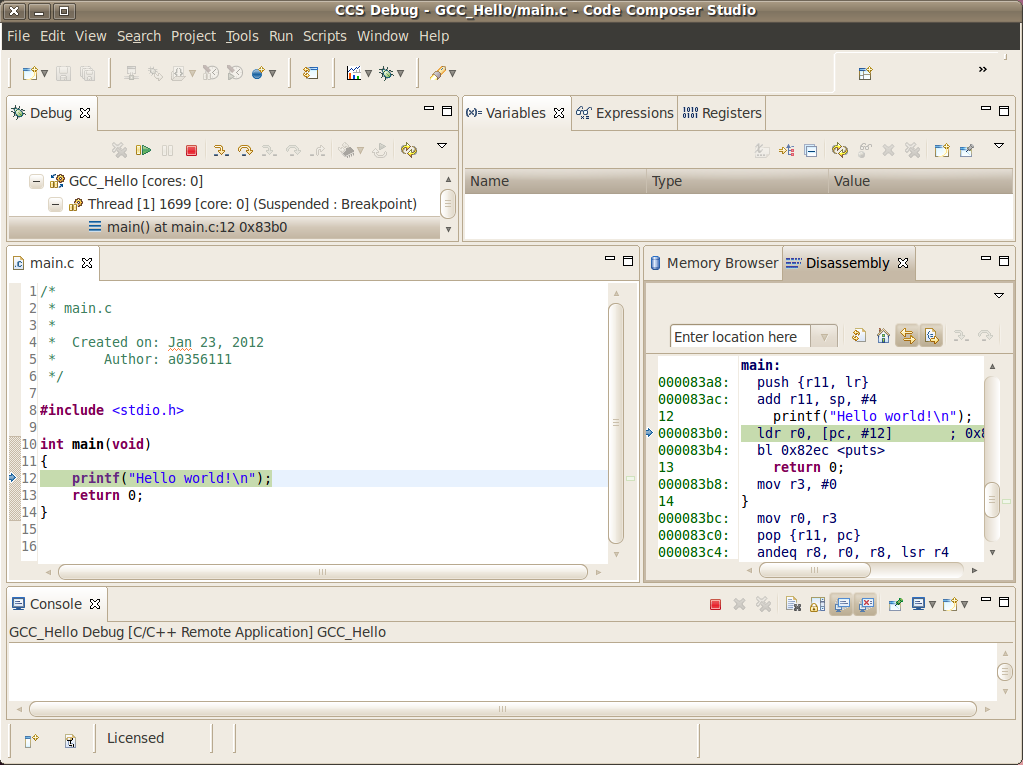 CCS Debug - GCC_Hello/main.c - Code Composer Studio
File Edit View Search Project Tools Run Scripts Window Help
Debug
GCC_Hello [cores: 0]
Thread [1] 1699 [core: 0] (Suspended : Breakpoint)
main() at main.c:12 0x83b0
(x)= Variables Expressions Registers
Name Type Value
main.c
1 /*
2 * main.c
3 *
4 * Created on: Jan 23, 2012
5 * Author: a0356111
6 */
7
8 #include <stdio.h>
9
10 int main(void)
11 {
12 printf("Hello world!\n");
13 return 0;
14 }
15
16
Memory Browser Disassembly
Enter location here
main:
000083a8: push {r11, lr}
000083ac: add r11, sp, #4
12 printf("Hello world!\n");
000083b0: ldr r0, [pc, #12] ; 0x8
000083b4: bl 0x82ec <puts>
13 return 0;
000083b8: mov r3, #0
14 }
000083bc: mov r0, r3
000083c0: pop {r11, pc}
000083c4: andeq r8, r0, r8, lsr r4
Console
GCC_Hello Debug [C/C++ Remote Application] GCC_Hello
Licensed